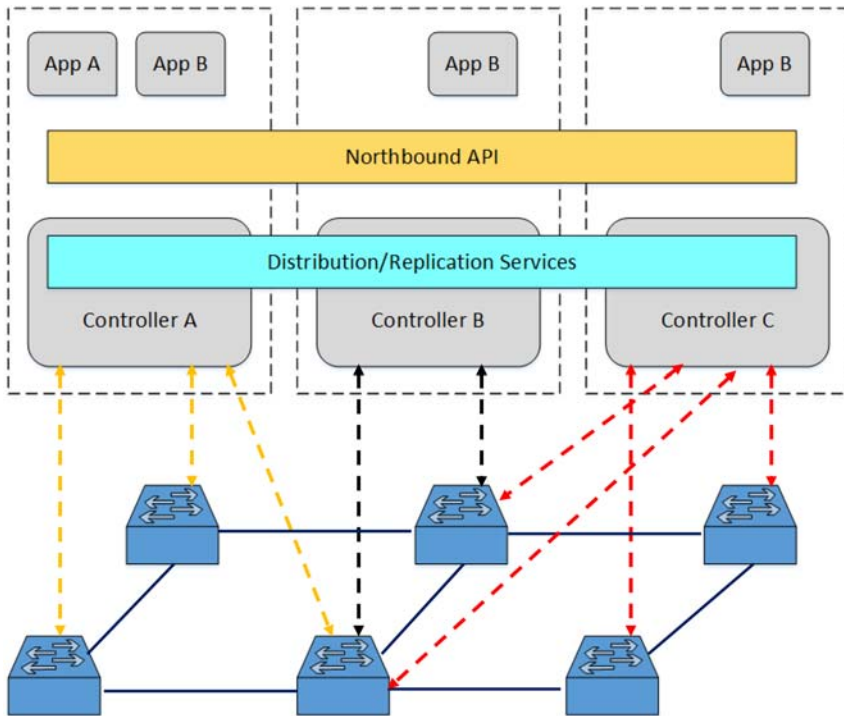 App A
App B
App B
App B
Northbound API
Distribution/Replication Services
Controller A
Controller B
Controller C